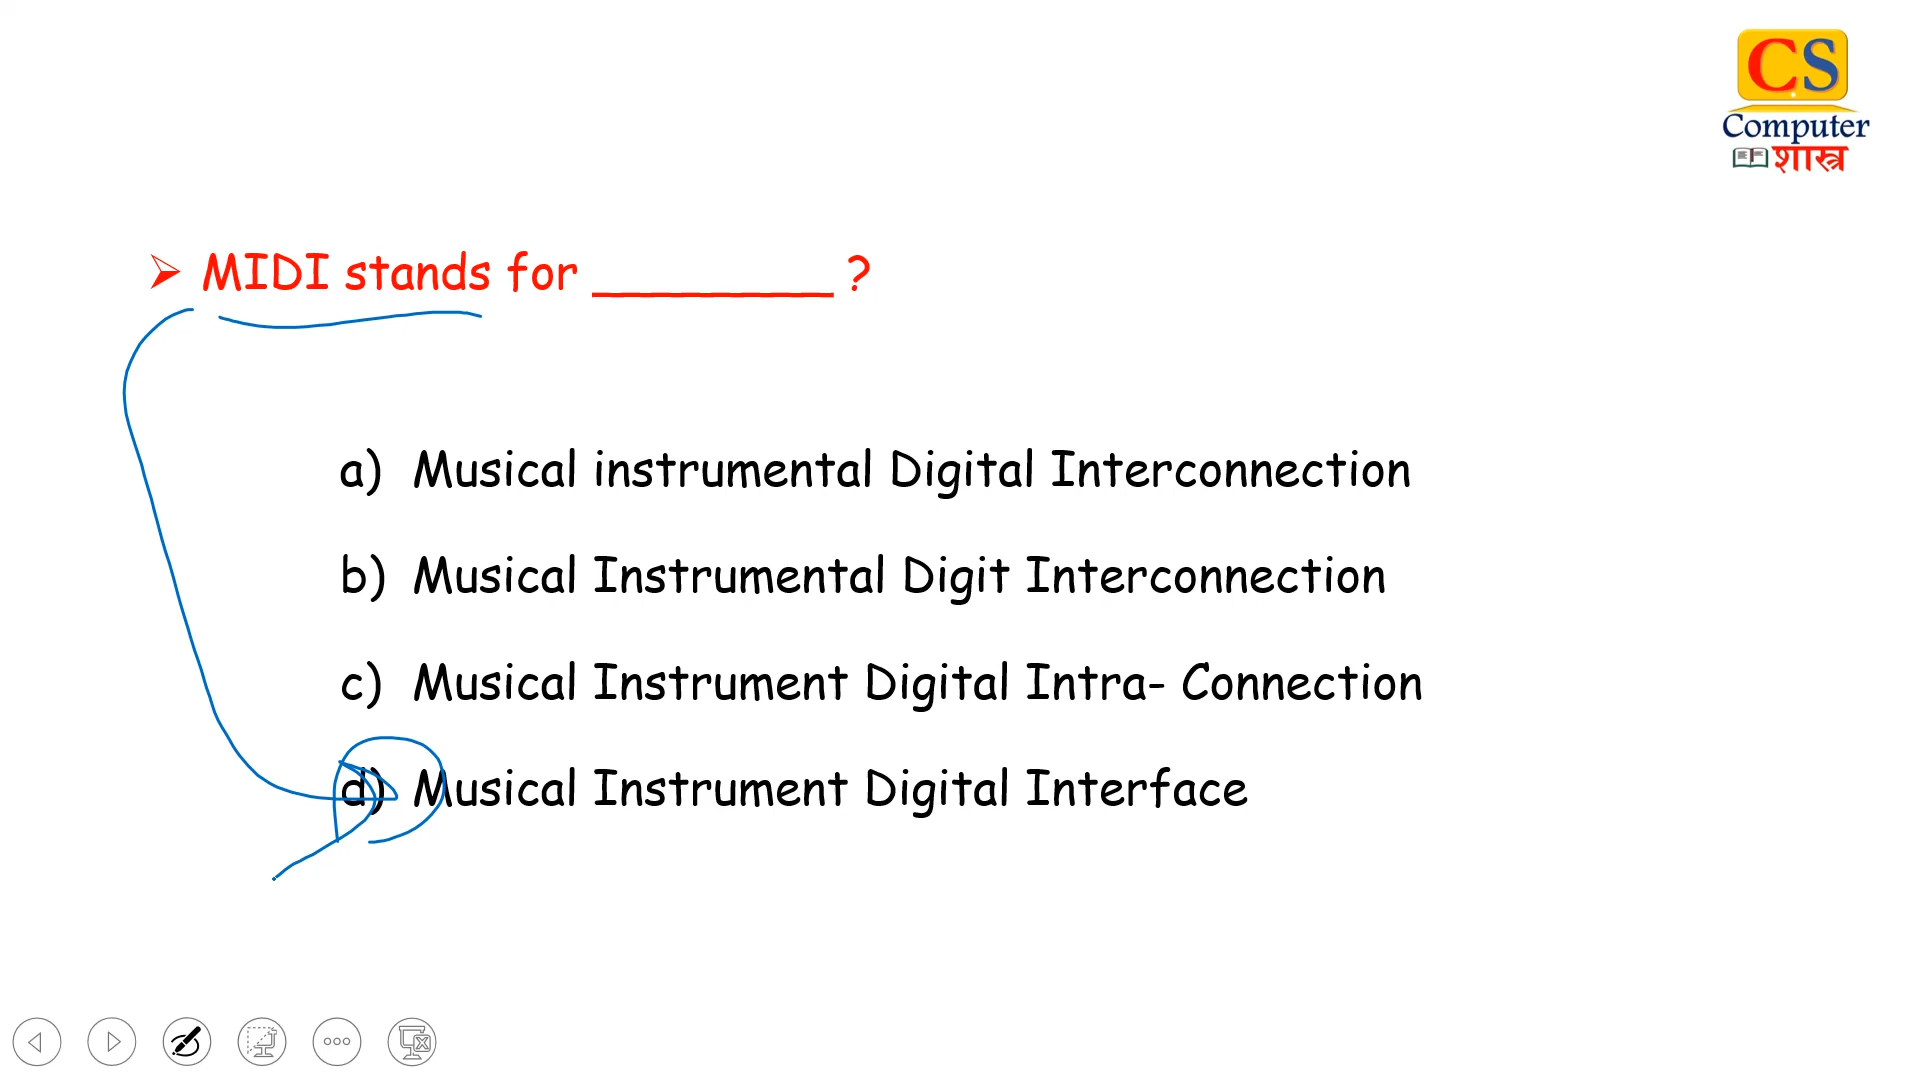 CS
Computer
शास्त्र
➢ MIDI stands for ________ ?
a) Musical instrumental Digital Interconnection
b) Musical Instrumental Digit Interconnection
c) Musical Instrument Digital Intra- Connection
d) Musical Instrument Digital Interface